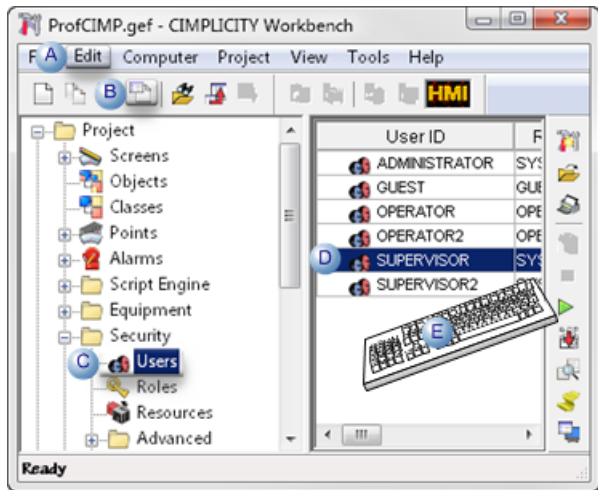 ProfCIMP.gef - CIMPLICITY Workbench
F A Edit Computer Project View Tools Help
B
HMI
Project
Screens
Objects
Classes
Points
Alarms
Script Engine
Equipment
Security
C Users
Roles
Resources
Advanced
User ID
ADMINISTRATOR SYS
GUEST GUE
OPERATOR OPE
OPERATOR2 OPE
D SUPERVISOR SYS
SUPERVISOR2
E
Ready